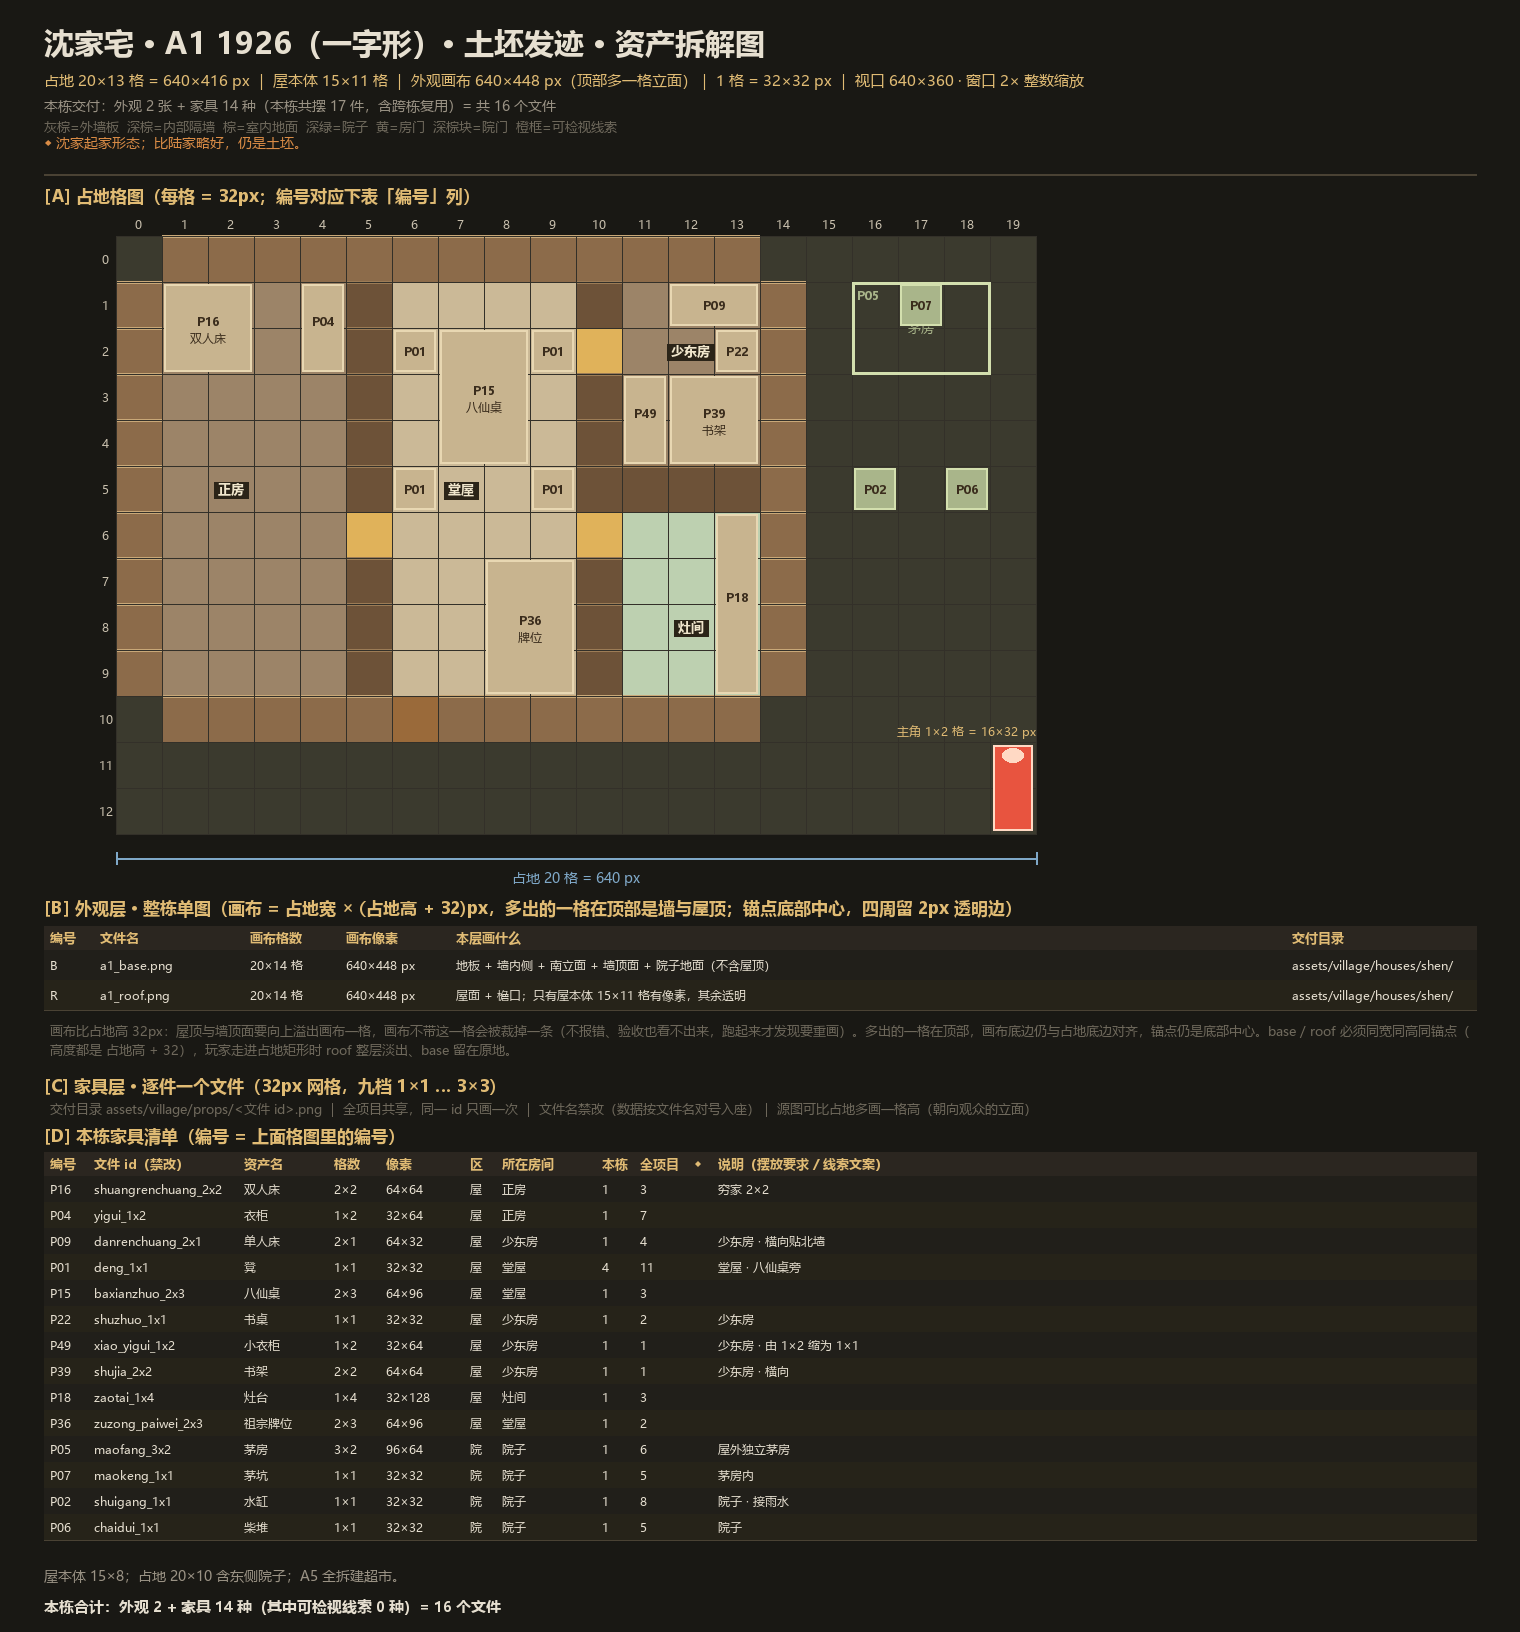 沈家宅 • A1 1926（一字形）• 土坯发迹 • 资产拆解图
占地 20×13 格 = 640×416 px ｜ 屋本体 15×11 格 ｜ 外观画布 640×448 px（顶部多一格立面）｜ 1 格 = 32×32 px ｜ 视口 640×360 · 窗口 2× 整数缩放
本栋交付：外观 2 张 + 家具 14 种（本栋共摆 17 件，含跨栋复用）= 共 16 个文件
灰棕=外墙板 深棕=内部隔墙 棕=室内地面 深绿=院子 黄=房门 深棕块=院门 橙框=可检视线索
◆ 沈家起家形态；比陆家略好，仍是土坯。
[A] 占地格图（每格 = 32px；编号对应下表「编号」列）
0 1 2 3 4 5 6 7 8 9 10 11 12 13 14 15 16 17 18 19
0
1
2
3
4
5
6
7
8
9
10
11
12
P16
双人床
P04
P09
P05
P07
茅房
P01
P01
少东房
P22
P15
八仙桌
P49
P39
书架
正房
P01
堂屋
P01
P02
P06
P18
P36
牌位
灶间
主角 1×2 格 = 16×32 px
占地 20 格 = 640 px
[B] 外观层 • 整栋单图（画布 = 占地宽 ×（占地高 + 32)px，多出的一格在顶部是墙与屋顶；锚点底部中心，四周留 2px 透明边）
编号 文件名 画布格数 画布像素 本层画什么 交付目录
B a1_base.png 20×14 格 640×448 px 地板 + 墙内侧 + 南立面 + 墙顶面 + 院子地面（不含屋顶） assets/village/houses/shen/
R a1_roof.png 20×14 格 640×448 px 屋面 + 檐口；只有屋本体 15×11 格有像素，其余透明 assets/village/houses/shen/
画布比占地高 32px：屋顶与墙顶面要向上溢出画布一格，画布不带这一格会被裁掉一条（不报错、验收也看不出来，跑起来才发现要重画）。多出的一格在顶部，画布底边仍与占地底边对齐，锚点仍是底部中心。base / roof 必须同宽同高同锚点（
高度都是 占地高 + 32），玩家走进占地矩形时 roof 整层淡出、base 留在原地。
[C] 家具层 • 逐件一个文件（32px 网格，九档 1×1 … 3×3）
交付目录 assets/village/props/<文件 id>.png ｜ 全项目共享，同一 id 只画一次 ｜ 文件名禁改（数据按文件名对号入座）｜ 源图可比占地多画一格高（朝向观众的立面）
[D] 本栋家具清单（编号 = 上面格图里的编号）
编号 文件 id（禁改） 资产名 格数 像素 区 所在房间 本栋 全项目 ◆ 说明（摆放要求 / 线索文案）
P16 shuangrenchuang_2x2 双人床 2×2 64×64 屋 正房 1 3 穷家 2×2
P04 yigui_1x2 衣柜 1×2 32×64 屋 正房 1 7
P09 danrenchuang_2x1 单人床 2×1 64×32 屋 少东房 1 4 少东房 · 横向贴北墙
P01 deng_1x1 凳 1×1 32×32 屋 堂屋 4 11 堂屋 · 八仙桌旁
P15 baxianzhuo_2x3 八仙桌 2×3 64×96 屋 堂屋 1 3
P22 shuzhuo_1x1 书桌 1×1 32×32 屋 少东房 1 2 少东房
P49 xiao_yigui_1x2 小衣柜 1×2 32×64 屋 少东房 1 1 少东房 · 由 1×2 缩为 1×1
P39 shujia_2x2 书架 2×2 64×64 屋 少东房 1 1 少东房 · 横向
P18 zaotai_1x4 灶台 1×4 32×128 屋 灶间 1 3
P36 zuzong_paiwei_2x3 祖宗牌位 2×3 64×96 屋 堂屋 1 2
P05 maofang_3x2 茅房 3×2 96×64 院 院子 1 6 屋外独立茅房
P07 maokeng_1x1 茅坑 1×1 32×32 院 院子 1 5 茅房内
P02 shuigang_1x1 水缸 1×1 32×32 院 院子 1 8 院子 · 接雨水
P06 chaidui_1x1 柴堆 1×1 32×32 院 院子 1 5 院子
屋本体 15×8；占地 20×10 含东侧院子；A5 全拆建超市。
本栋合计：外观 2 + 家具 14 种（其中可检视线索 0 种）= 16 个文件